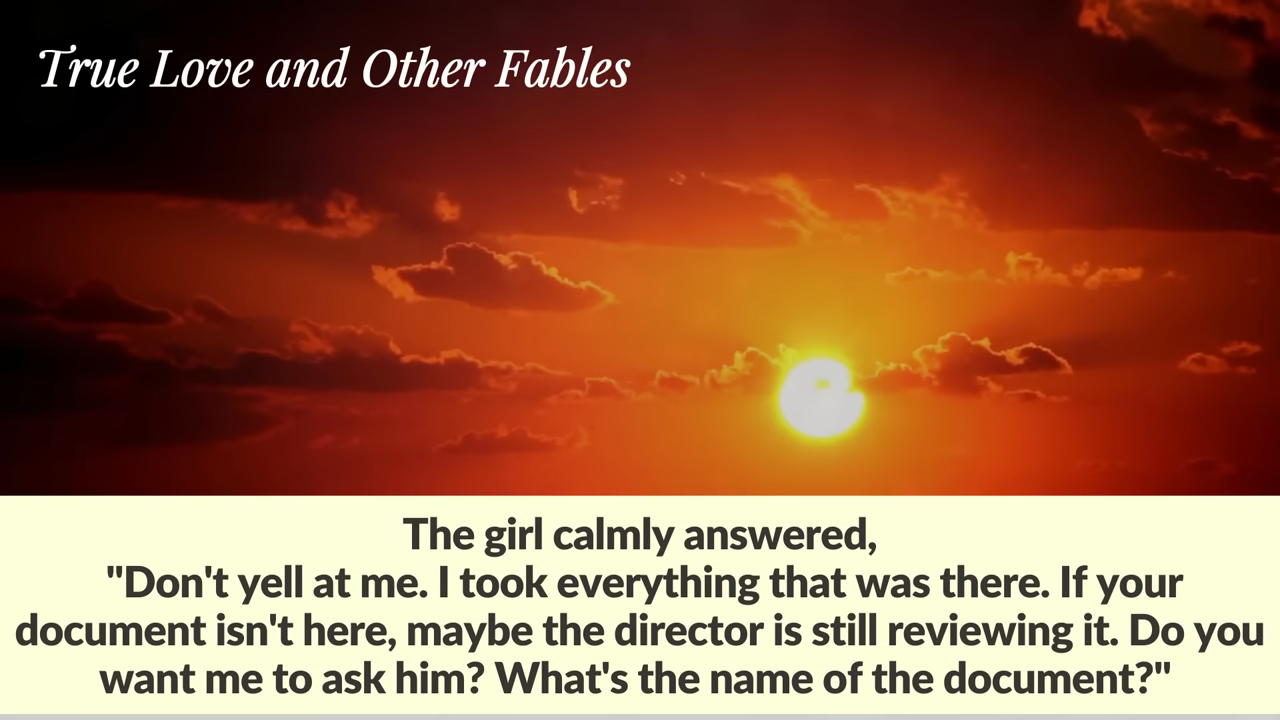 True Love and Other Fables
The girl calmly answered,
"Don't yell at me. I took everything that was there. If your
document isn't here, maybe the director is still reviewing it. Do you
want me to ask him? What's the name of the document?"